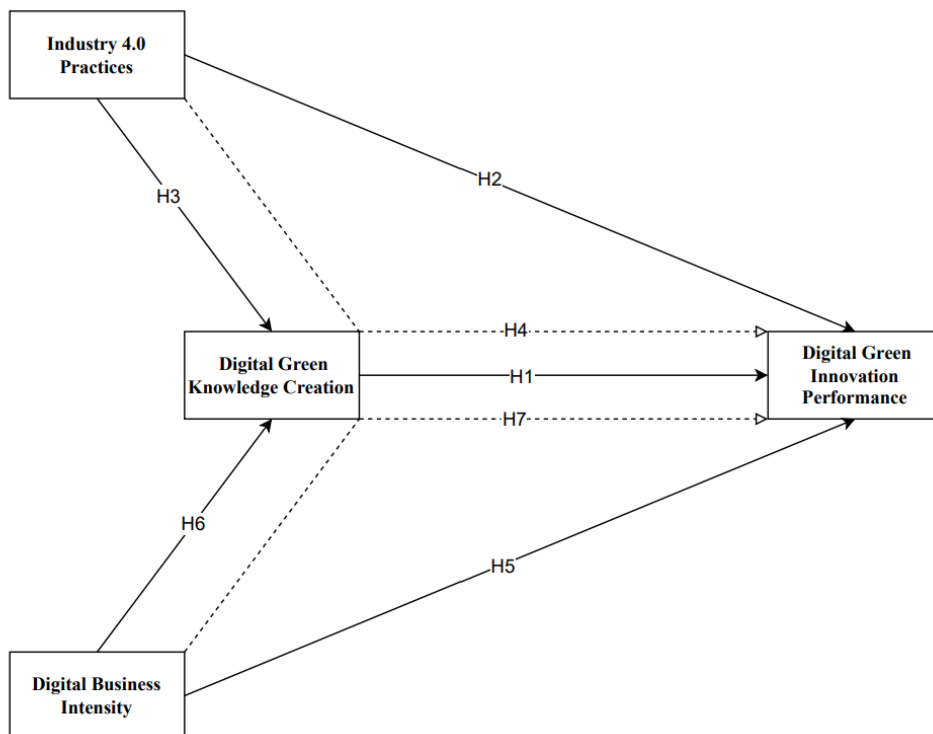 Industry 4.0
Practices
H2
H3
H4
Digital Green
Knowledge Creation
H1
Digital Green
Innovation
Performance
H7
H6
H5
Digital Business
Intensity